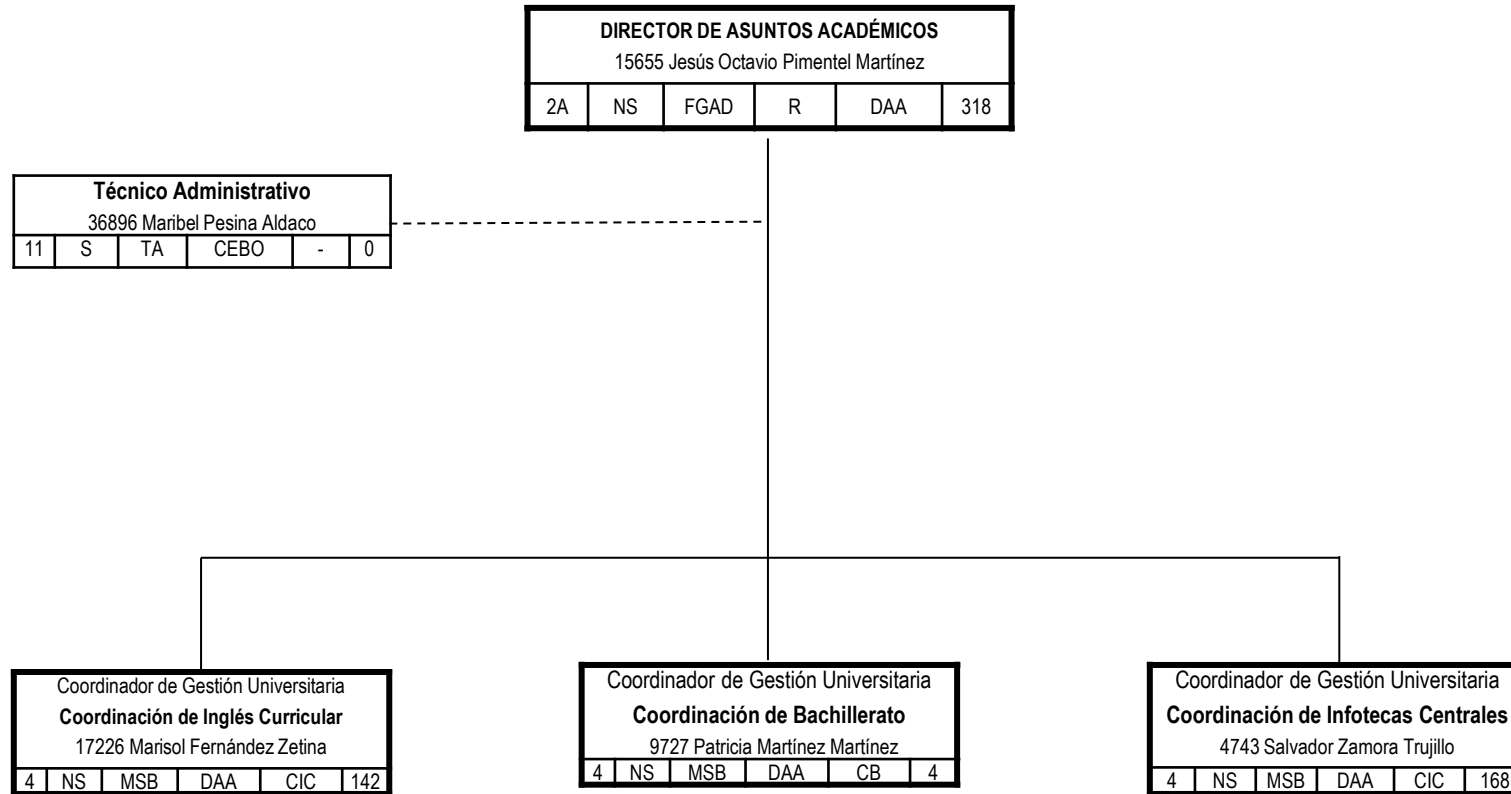 DIRECTOR DE ASUNTOS ACADÉMICOS
15655 Jesús Octavio Pimentel Martínez
2A NS FGAD R DAA 318
Técnico Administrativo
36896 Maribel Pesina Aldaco
11 S TA CEBO - 0
Coordinador de Gestión Universitaria
Coordinación de Inglés Curricular
17226 Marisol Fernández Zetina
4 NS MSB DAA CIC 142
Coordinador de Gestión Universitaria
Coordinación de Bachillerato
9727 Patricia Martínez Martínez
4 NS MSB DAA CB 4
Coordinador de Gestión Universitaria
Coordinación de Infotecas Centrales
4743 Salvador Zamora Trujillo
4 NS MSB DAA CIC 168